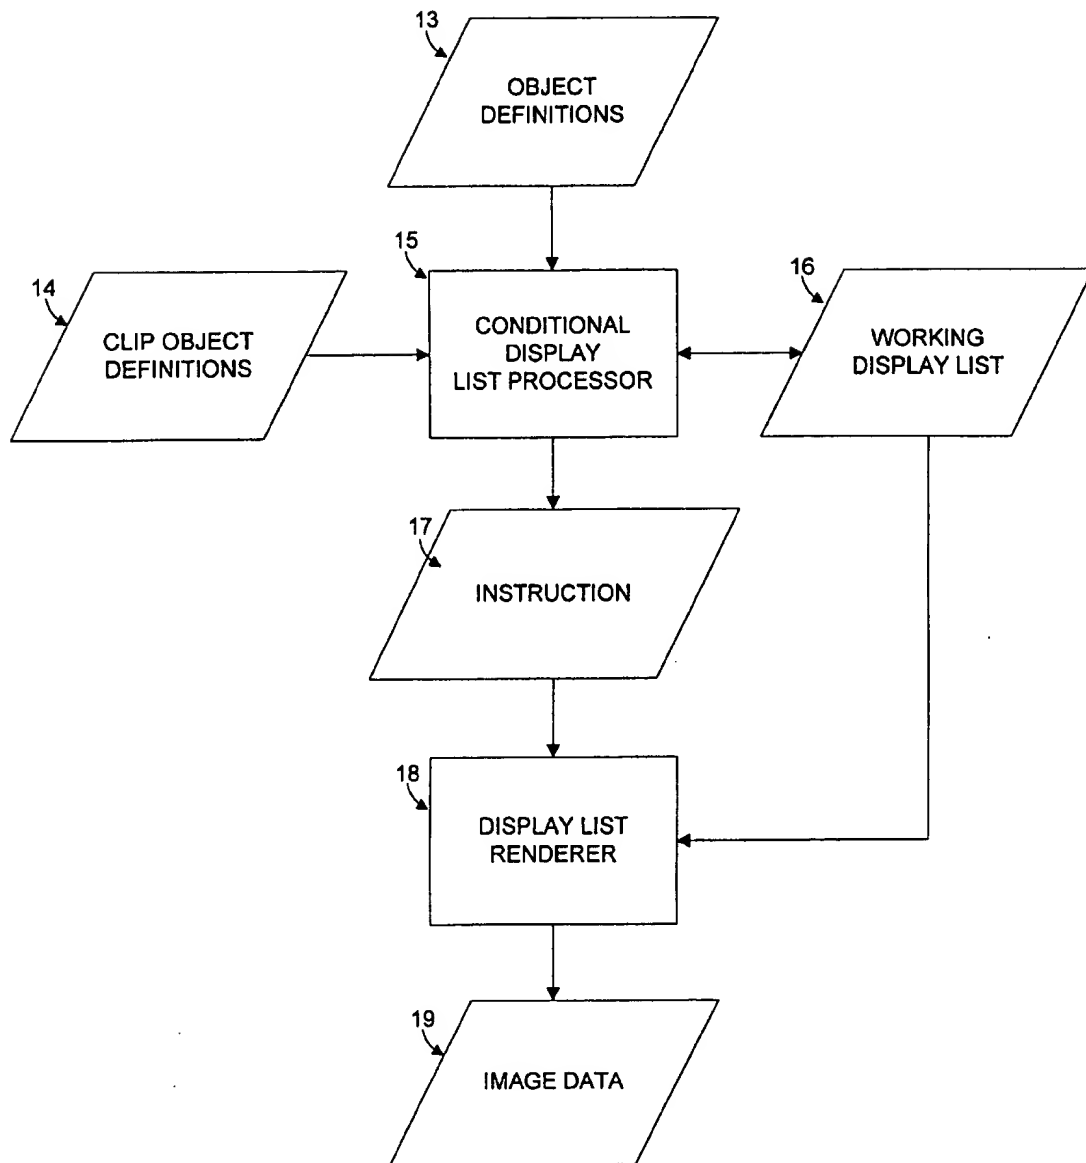 13
OBJECT
DEFINITIONS
15
16
14
CLIP OBJECT
DEFINITIONS
CONDITIONAL
DISPLAY
LIST PROCESSOR
WORKING
DISPLAY LIST
17
INSTRUCTION
18
DISPLAY LIST
RENDERER
19
IMAGE DATA